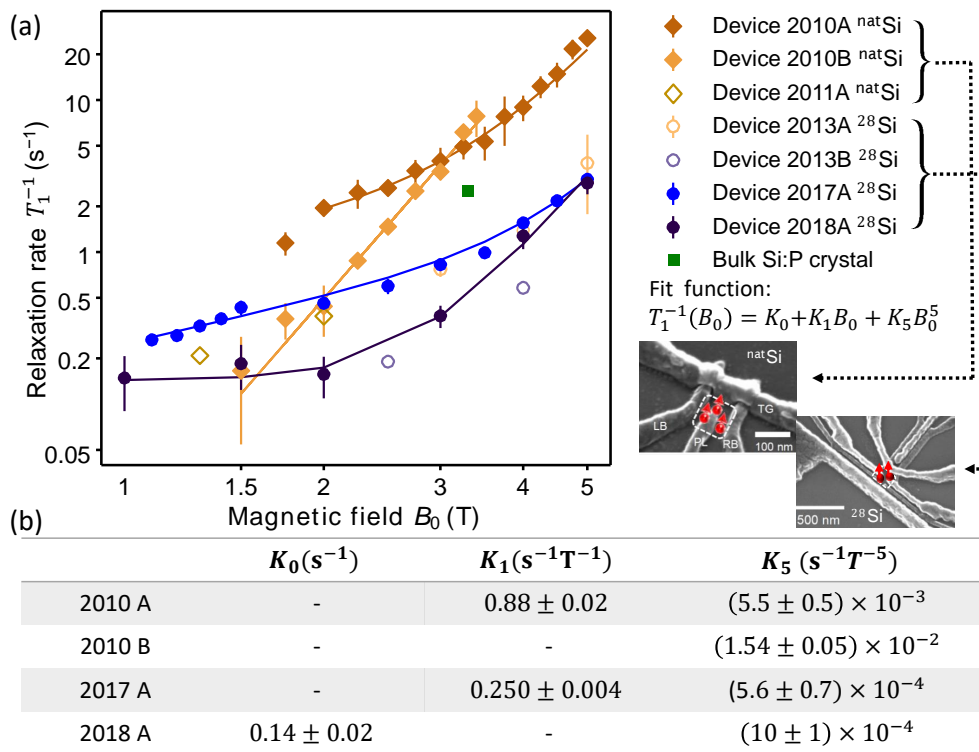 (a)
20
10
5
2
1
0.5
0.2
0.05
Relaxation rate T₁⁻¹ (s⁻¹)
1
1.5
2
3
4
5
Magnetic field B₀ (T)
Device 2010A ⁿᵃᵗSi
Device 2010B ⁿᵃᵗSi
Device 2011A ⁿᵃᵗSi
Device 2013A ²⁸Si
Device 2013B ²⁸Si
Device 2017A ²⁸Si
Device 2018A ²⁸Si
Bulk Si:P crystal
Fit function:
T₁⁻¹(B₀) = K₀+K₁B₀ + K₅B₀⁵
ⁿᵃᵗSi
LB
PL
RB
TG
100 nm
500 nm
²⁸Si
(b)
K₀(s⁻¹) K₁(s⁻¹T⁻¹) K₅ (s⁻¹T⁻⁵)
2010 A - 0.88 ± 0.02 (5.5 ± 0.5) × 10⁻³
2010 B - - (1.54 ± 0.05) × 10⁻²
2017 A - 0.250 ± 0.004 (5.6 ± 0.7) × 10⁻⁴
2018 A 0.14 ± 0.02 - (10 ± 1) × 10⁻⁴